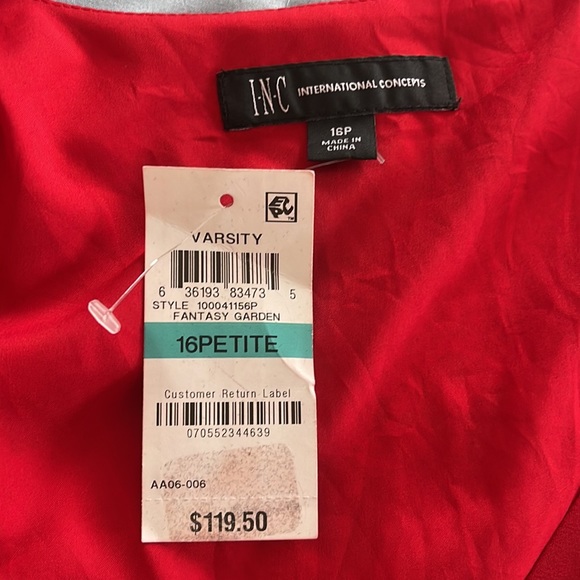 I·N·C INTERNATIONAL CONCEPTS
16P
MADE IN
CHINA
VARSITY
6 36193 83473 5
STYLE 100041156P
FANTASY GARDEN
16PETITE
Customer Return Label
070552344639
AA06-006
$119.50